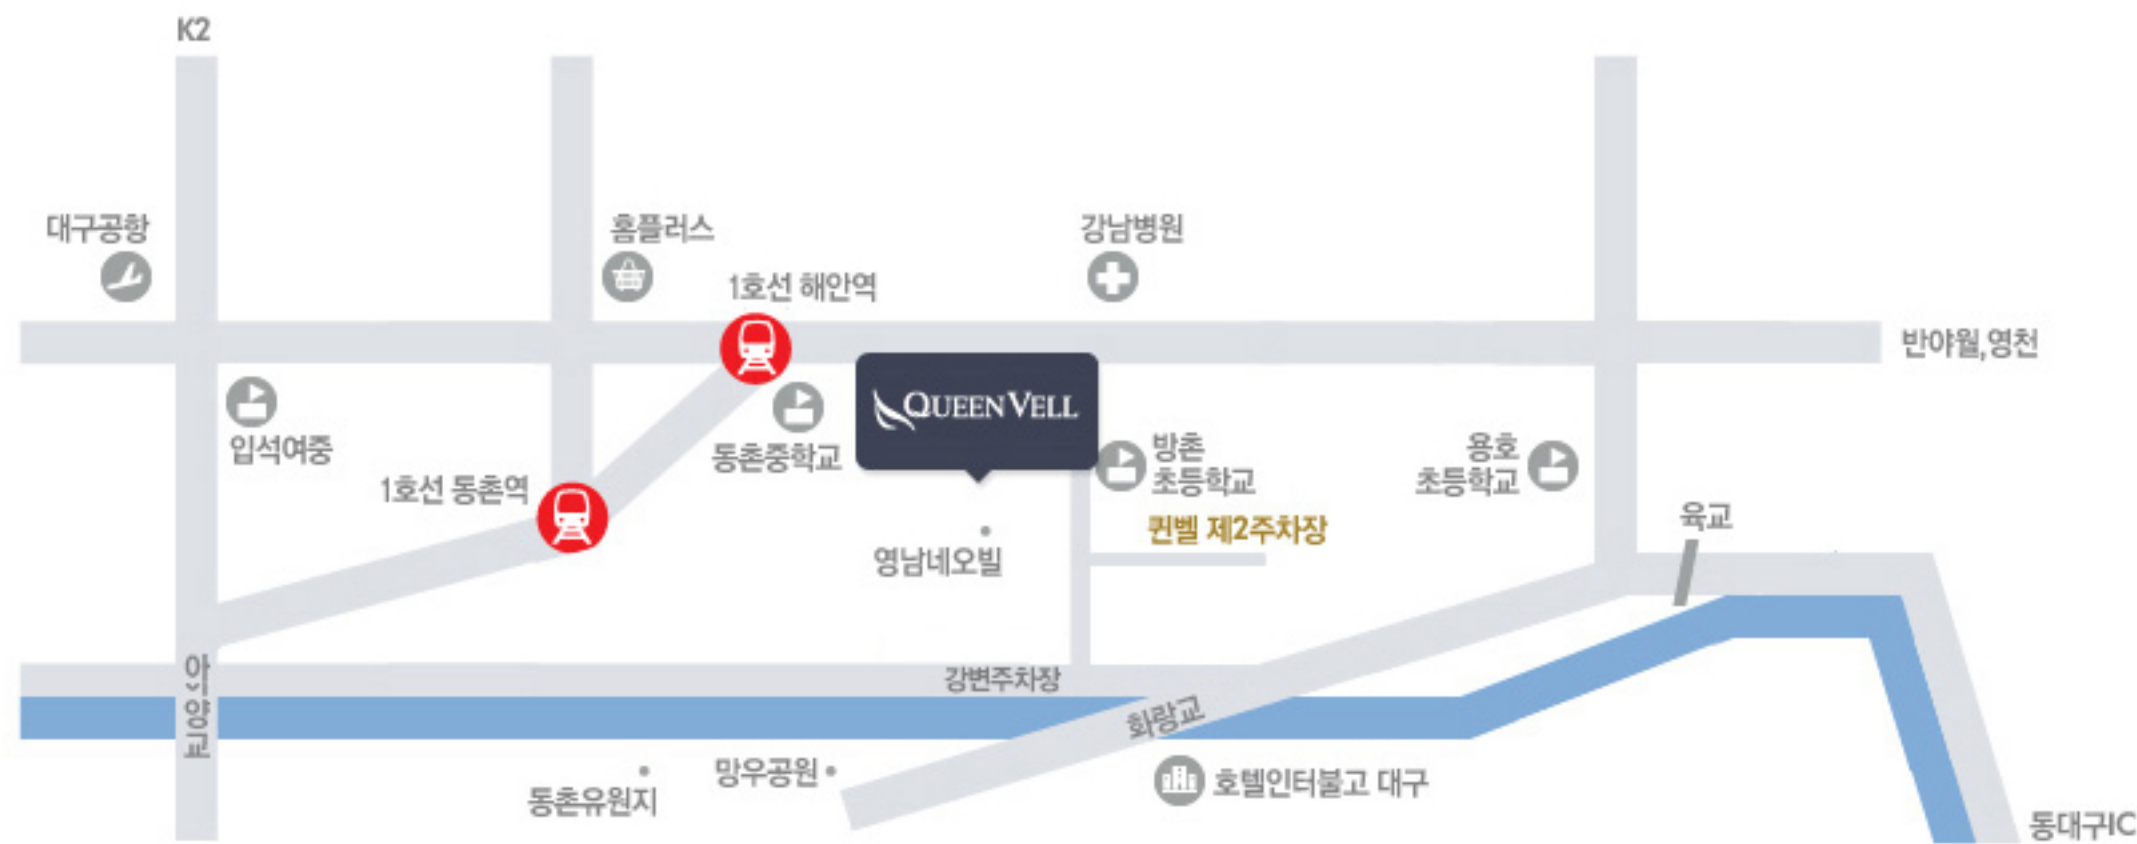 K2
대구공항
홈플러스
강남병원
1호선 해안역
반야월,영천
QUEENVELL
입석여중
동촌중학교
방촌
초등학교
용호
초등학교
1호선 동촌역
퀸벨 제2주차장
육교
영남네오빌
아양교
강변주차장
화랑교
동촌유원지
망우공원
호텔인터불고 대구
동대구IC